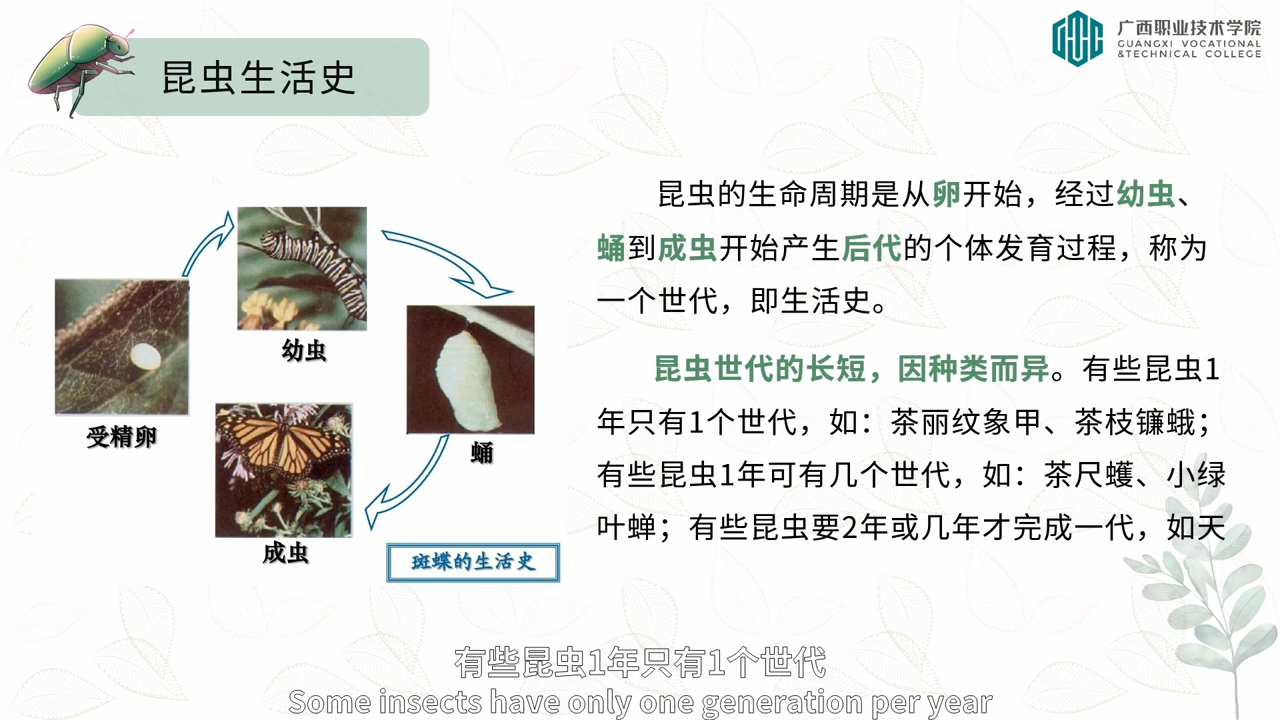 昆虫生活史
广西职业技术学院
GUANGXI VOCATIONAL
&TECHNICAL COLLEGE
昆虫的生命周期是从卵开始，经过幼虫、
蛹到成虫开始产生后代的个体发育过程，称为
一个世代，即生活史。
昆虫世代的长短，因种类而异。有些昆虫1
年只有1个世代，如：茶丽纹象甲、茶枝镰蛾；
有些昆虫1年可有几个世代，如：茶尺蠖、小绿
叶蝉；有些昆虫要2年或几年才完成一代，如天
幼虫
受精卵
蛹
成虫
斑蝶的生活史
有些昆虫1年只有1个世代
Some insects have only one generation per year